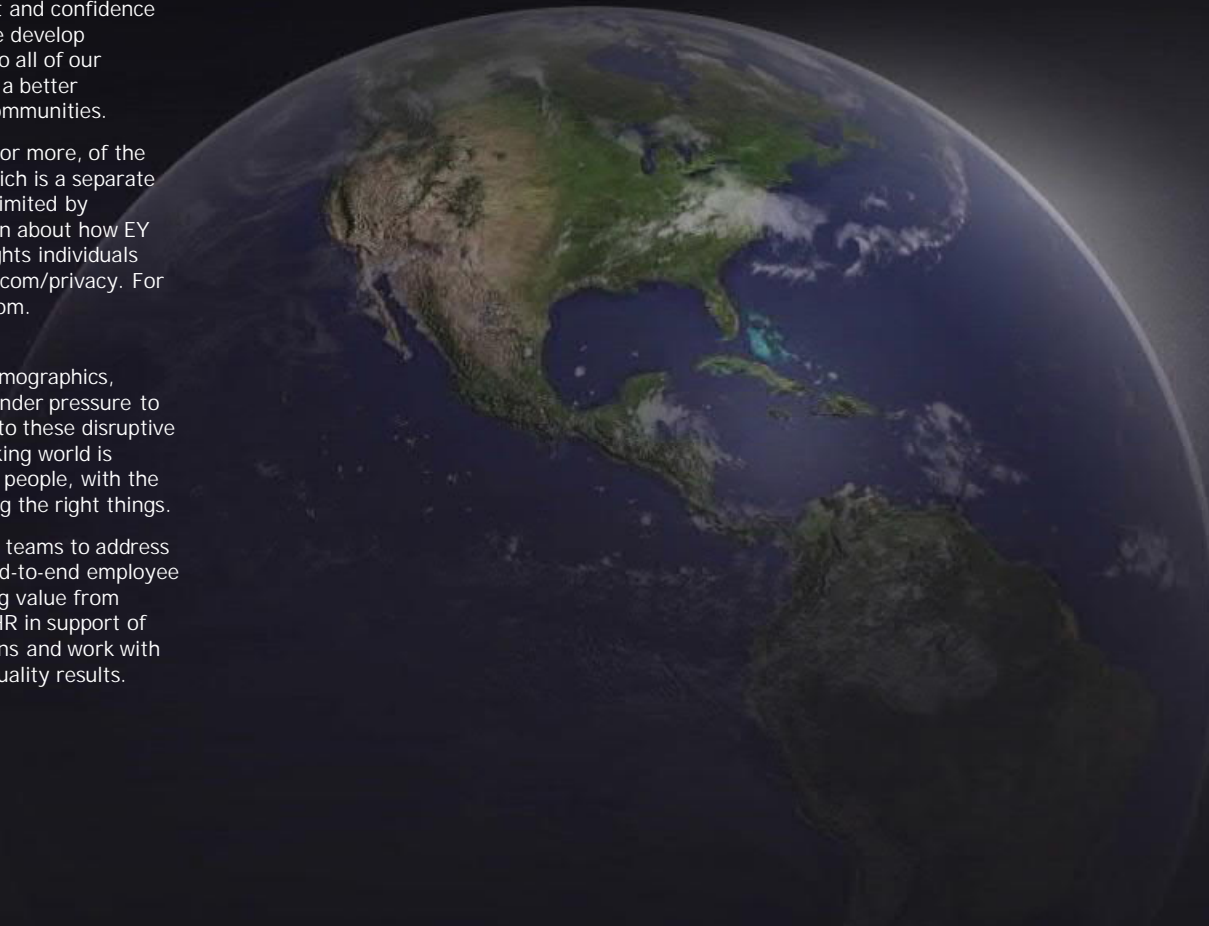 t and confidence
e develop
o all of our
a better
ommunities.
or more, of the
ich is a separate
imited by
n about how EY
ghts individuals
com/privacy. For
om.
mographics,
nder pressure to
to these disruptive
king world is
people, with the
g the right things.
teams to address
d-to-end employee
g value from
HR in support of
ns and work with
uality results.